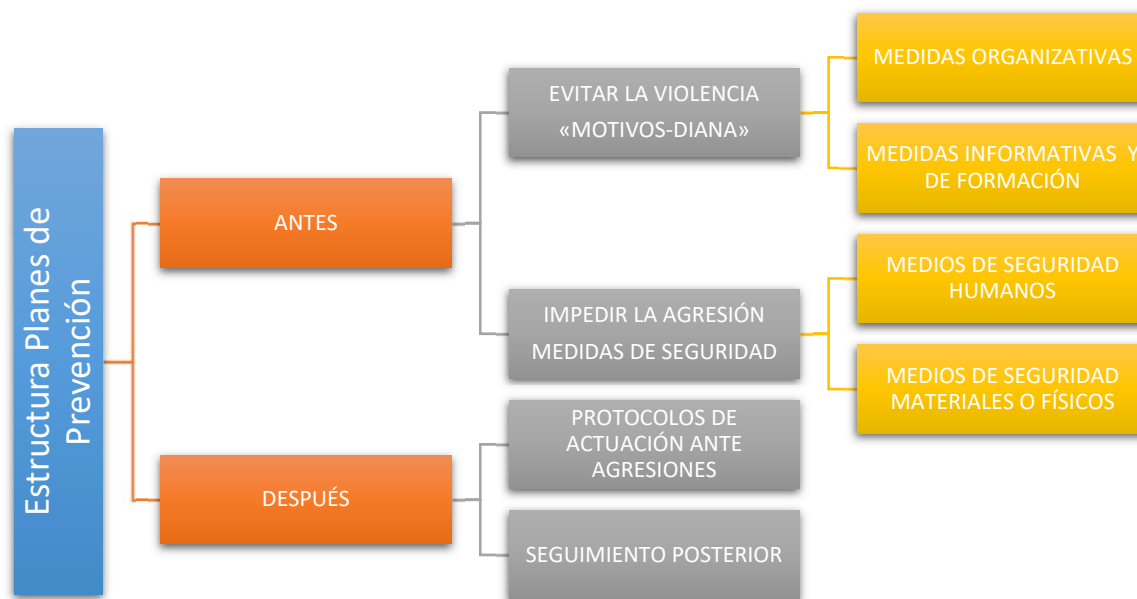 Estructura Planes de
Prevención
ANTES
EVITAR LA VIOLENCIA
«MOTIVOS-DIANA»
MEDIDAS ORGANIZATIVAS
MEDIDAS INFORMATIVAS Y
DE FORMACIÓN
IMPEDIR LA AGRESIÓN
MEDIDAS DE SEGURIDAD
MEDIOS DE SEGURIDAD
HUMANOS
MEDIOS DE SEGURIDAD
MATERIALES O FÍSICOS
DESPUÉS
PROTOCOLOS DE
ACTUACIÓN ANTE
AGRESIONES
SEGUIMIENTO POSTERIOR